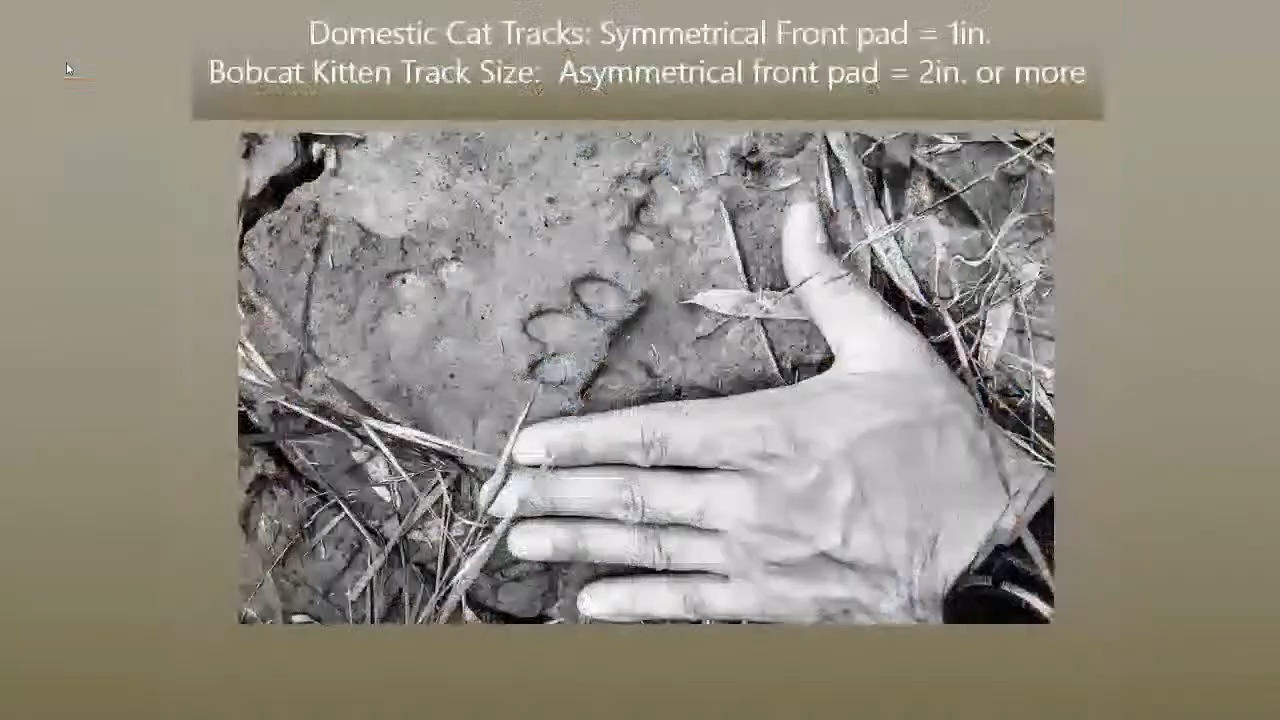 Domestic Cat Tracks: Symmetrical Front pad = 1in.
Bobcat Kitten Track Size: Asymmetrical front pad = 2in. or more